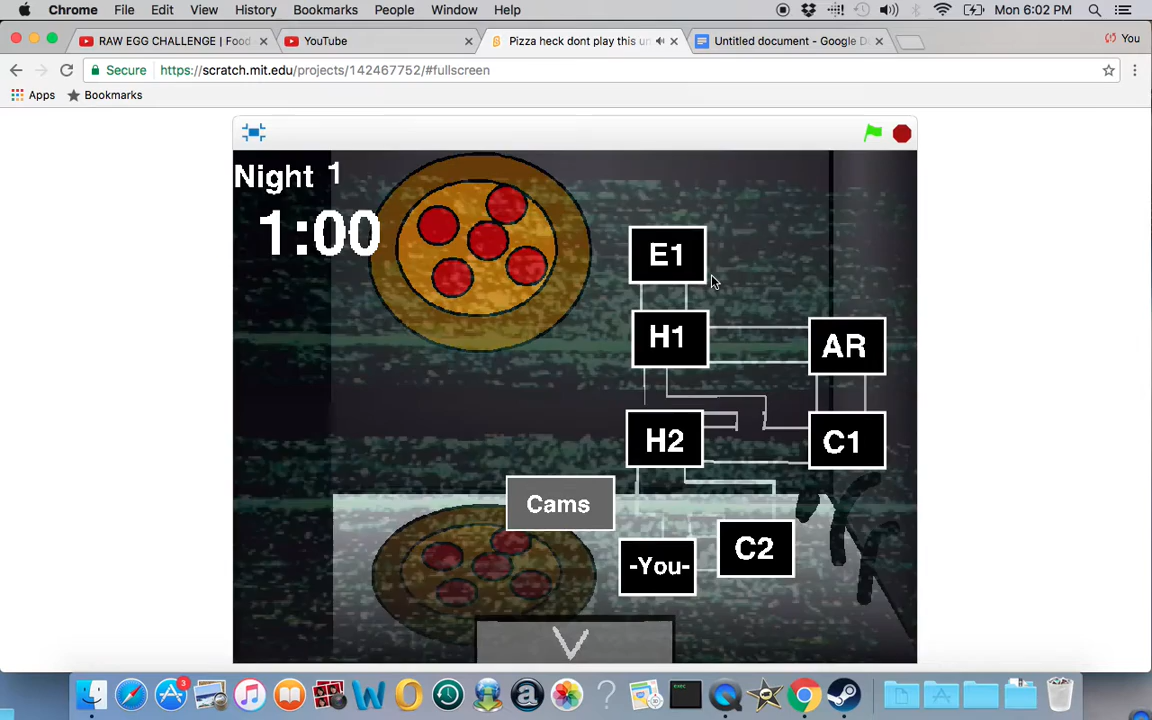 Chrome File Edit View History Bookmarks People Window Help Mon 6:02 PM
RAW EGG CHALLENGE | Food YouTube Pizza heck dont play this un Untitled document - Google D You
Secure https://scratch.mit.edu/projects/142467752/#fullscreen
Apps Bookmarks
Night 1
1:00
E1
H1
AR
H2
C1
Cams
C2
-You-
3